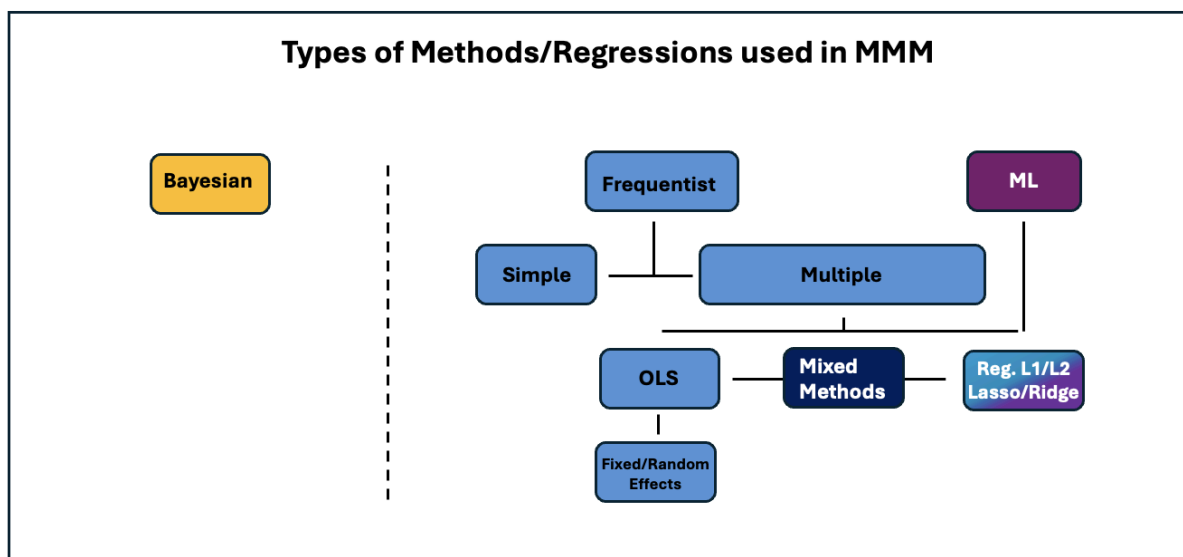 Types of Methods/Regressions used in MMM
Bayesian
Frequentist
ML
Simple
Multiple
OLS
Mixed
Methods
Reg. L1/L2
Lasso/Ridge
Fixed/Random
Effects